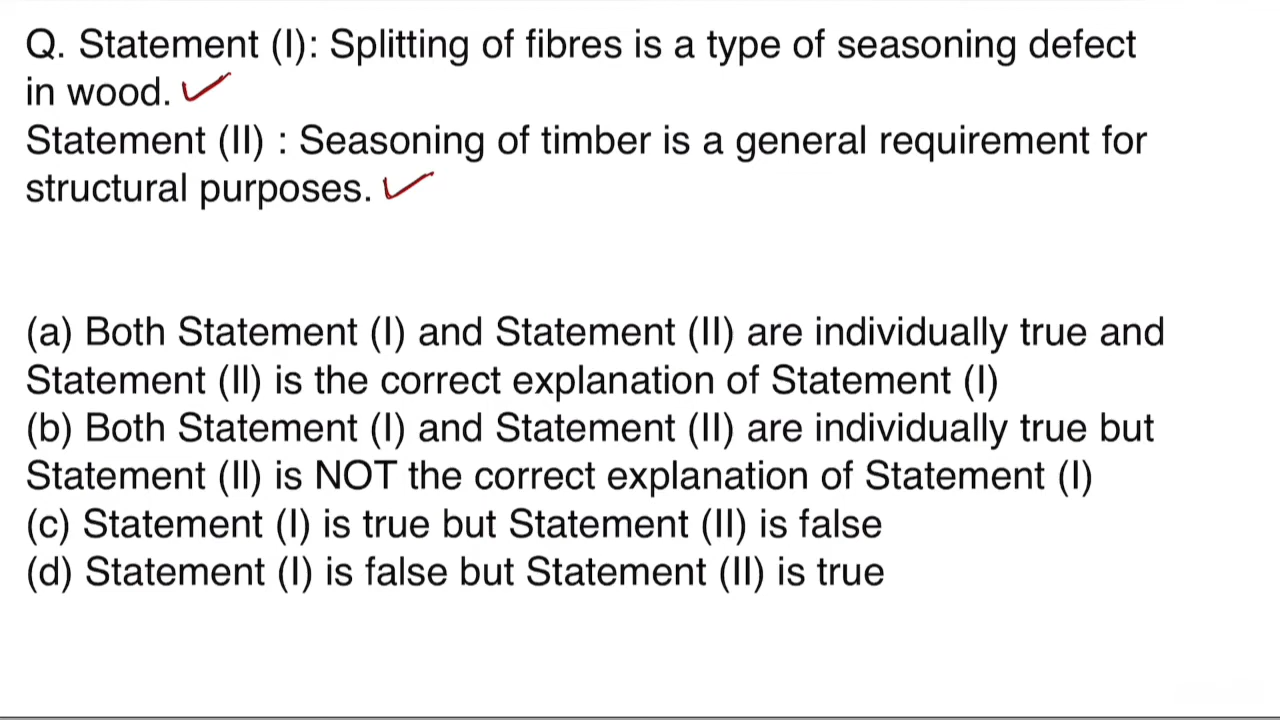 Q. Statement (I): Splitting of fibres is a type of seasoning defect
in wood.
Statement (II) : Seasoning of timber is a general requirement for
structural purposes.
(a) Both Statement (I) and Statement (II) are individually true and
Statement (II) is the correct explanation of Statement (I)
(b) Both Statement (I) and Statement (II) are individually true but
Statement (II) is NOT the correct explanation of Statement (I)
(c) Statement (I) is true but Statement (II) is false
(d) Statement (I) is false but Statement (II) is true